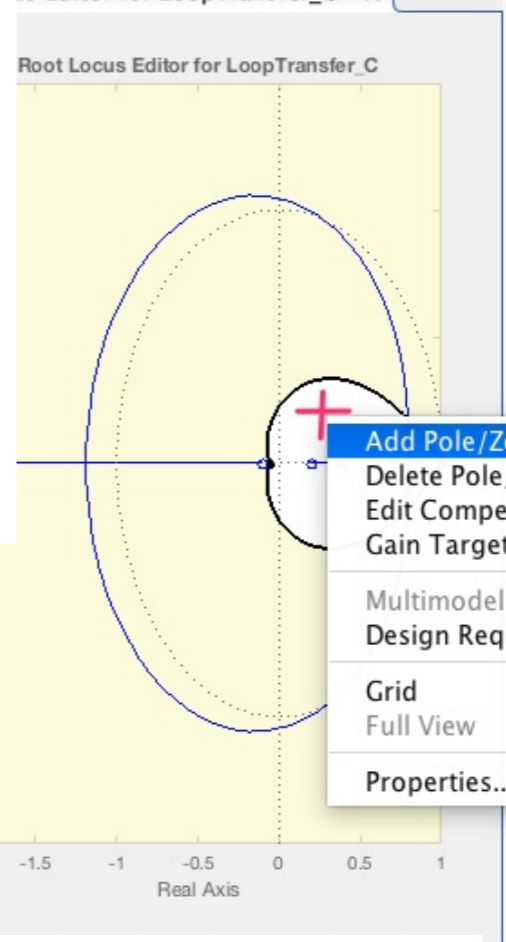 Root Locus Editor for LoopTransfer_C
Add Pole/Z
Delete Pole
Edit Compe
Gain Target
Multimodel
Design Req
Grid
Full View
Properties..
-1.5 -1 -0.5 0 0.5 1
Real Axis